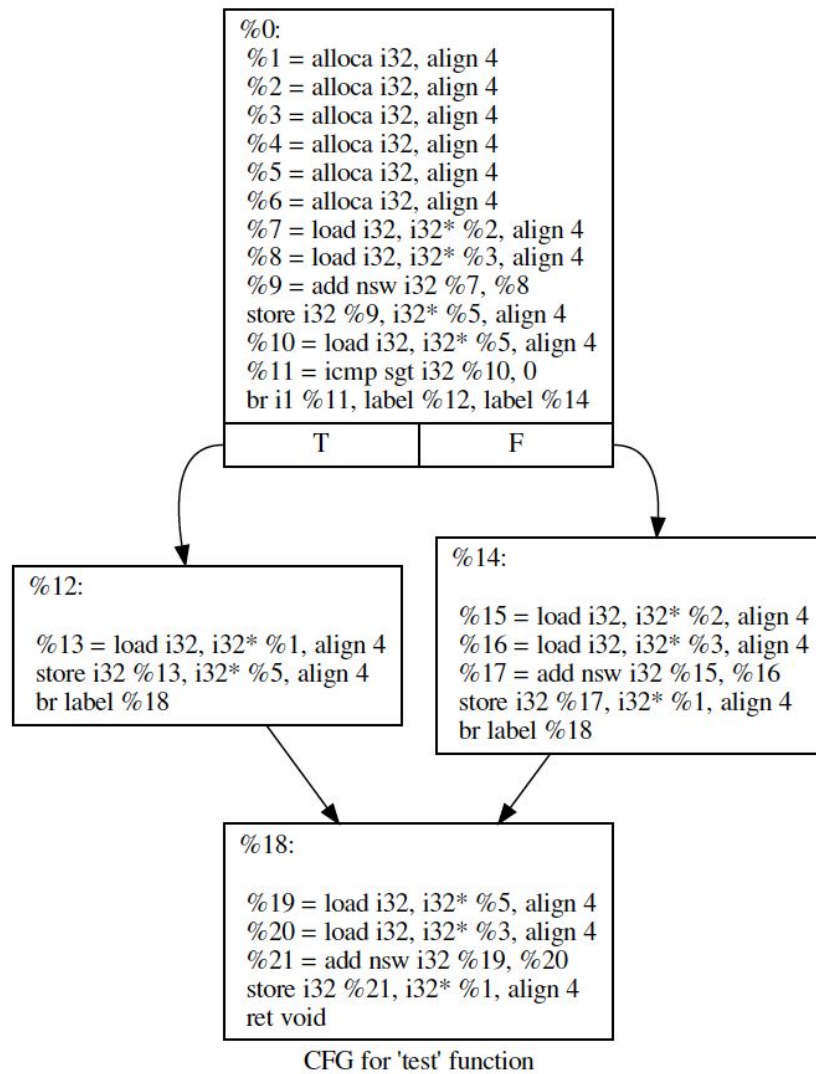 %0:
%1 = alloca i32, align 4
%2 = alloca i32, align 4
%3 = alloca i32, align 4
%4 = alloca i32, align 4
%5 = alloca i32, align 4
%6 = alloca i32, align 4
%7 = load i32, i32* %2, align 4
%8 = load i32, i32* %3, align 4
%9 = add nsw i32 %7, %8
store i32 %9, i32* %5, align 4
%10 = load i32, i32* %5, align 4
%11 = icmp sgt i32 %10, 0
br i1 %11, label %12, label %14
T
F
%12:
%13 = load i32, i32* %1, align 4
store i32 %13, i32* %5, align 4
br label %18
%14:
%15 = load i32, i32* %2, align 4
%16 = load i32, i32* %3, align 4
%17 = add nsw i32 %15, %16
store i32 %17, i32* %1, align 4
br label %18
%18:
%19 = load i32, i32* %5, align 4
%20 = load i32, i32* %3, align 4
%21 = add nsw i32 %19, %20
store i32 %21, i32* %1, align 4
ret void
CFG for 'test' function